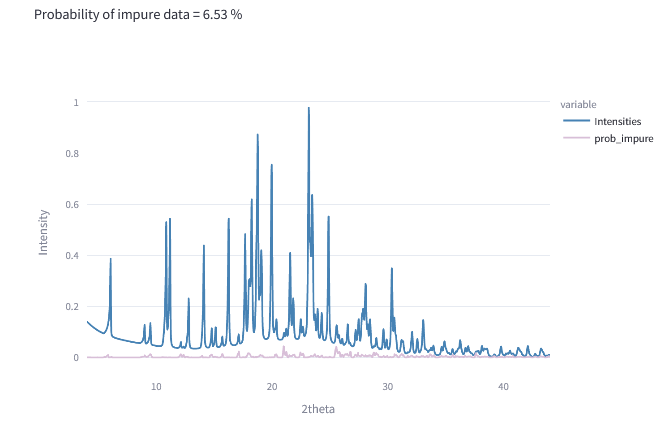 Probability of impure data = 6.53 %
variable
Intensities
prob_impure
1
0.8
0.6
0.4
0.2
0
Intensity
10
20
30
40
2theta